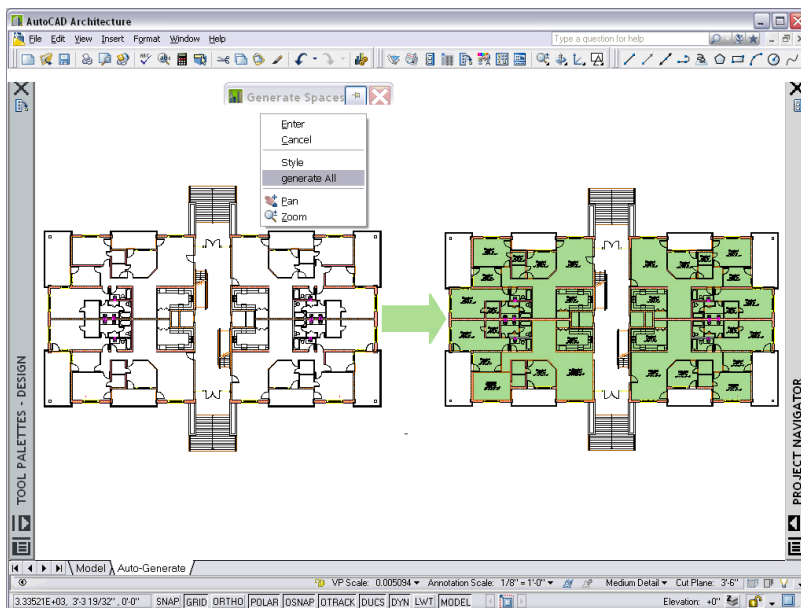 AutoCAD Architecture
File Edit View Insert Format Window Help
Type a question for help
Generate Spaces
Enter
Cancel
Style
generate All
Pan
Zoom
TOOL PALETTES - DESIGN
PROJECT NAVIGATOR
Model Auto-Generate
VP Scale: 0.005094 Annotation Scale: 1/8" = 1'-0" Medium Detail Cut Plane: 3'-6"
3.33521E+03, 3'-3 19/32" , 0'-0" SNAP GRID ORTHO POLAR OSNAP OTRACK DUCS DYN LWT MODEL Elevation: +0"